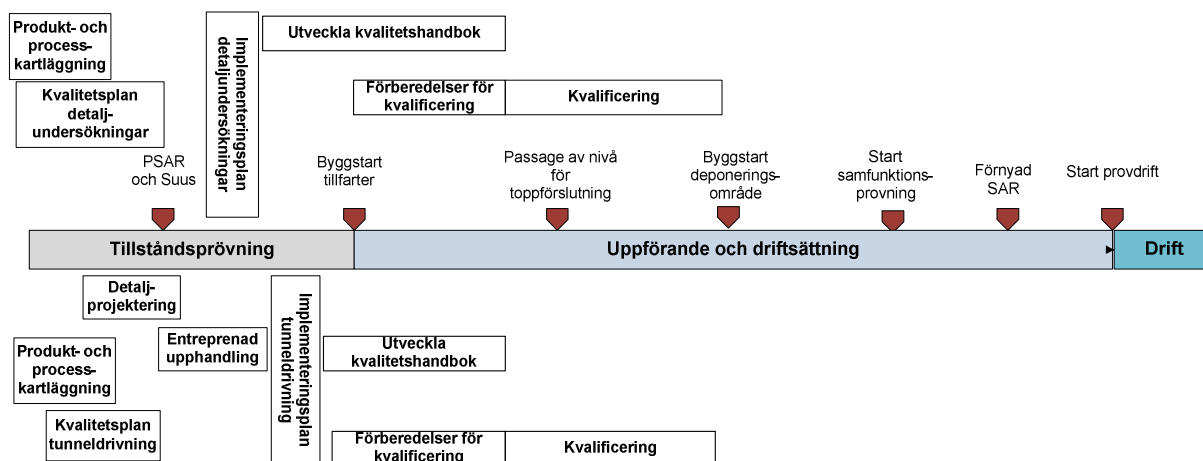 Produkt- och
process-
kartläggning
Kvalitetsplan
detalj-
undersökningar
Implementeringsplan
detaljundersökningar
Utveckla kvalitetshandbok
Förberedelser för
kvalificering
Kvalificering
PSAR
och Suus
Byggstart
tillfarter
Passage av nivå
för
toppförslutning
Byggstart
deponerings-
område
Start
samfunktions-
provning
Förnyad
SAR
Start provdrift
Tillståndsprövning
Uppförande och driftsättning
Drift
Detalj-
projektering
Entreprenad
upphandling
Produkt- och
process-
kartläggning
Kvalitetsplan
tunneldrivning
Implementeringsplan
tunneldrivning
Utveckla
kvalitetshandbok
Förberedelser för
kvalificering
Kvalificering